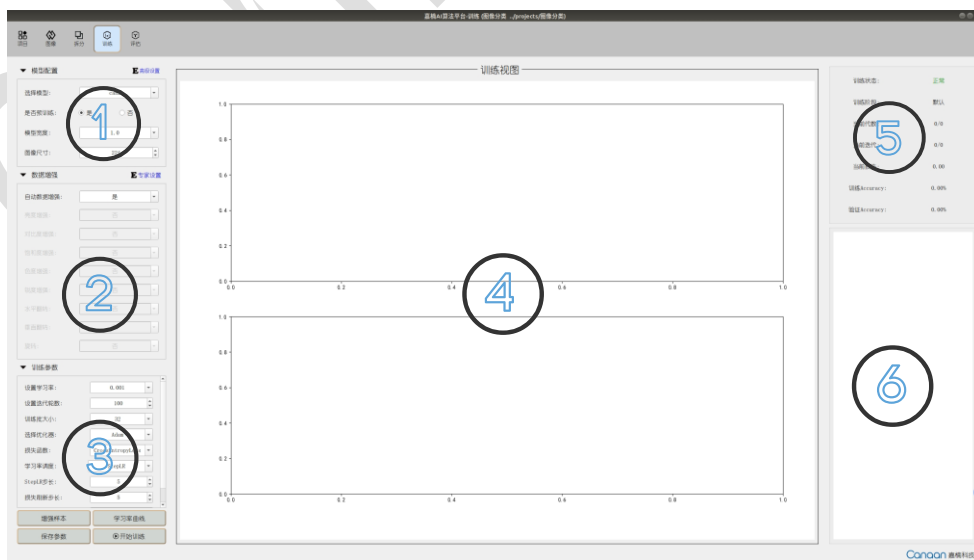 嘉楠AI算法平台-训练 (图像分类 ../projects/图像分类)
项目 图像 拆分 训练 评估
模型配置 高级设置
选择模型:
是否预训练: 是 否
模型宽度: 1.0
图像尺寸:
1
数据增强 专家设置
自动数据增强: 是
2
训练参数
设置学习率: 0.001
设置迭代轮数: 100
训练批大小: 32
选择优化器: Adam
损失函数:
学习率调度: StepLR
StepLR步长: 5
损失刷新步长:
3
增强样本 学习率曲线
保存参数 开始训练
训练视图
1.0
0.8
0.6
0.4
0.2
0.0
0.0 0.2 0.4 0.6 0.8 1.0
4
1.0
0.8
0.6
0.4
0.2
0.0
0.0 0.2 0.4 0.6 0.8 1.0
训练状态: 正常
默认
0/0
0/0
0.00
5
训练Accuracy: 0.00%
验证Accuracy: 0.00%
6
Canaan 嘉楠科技